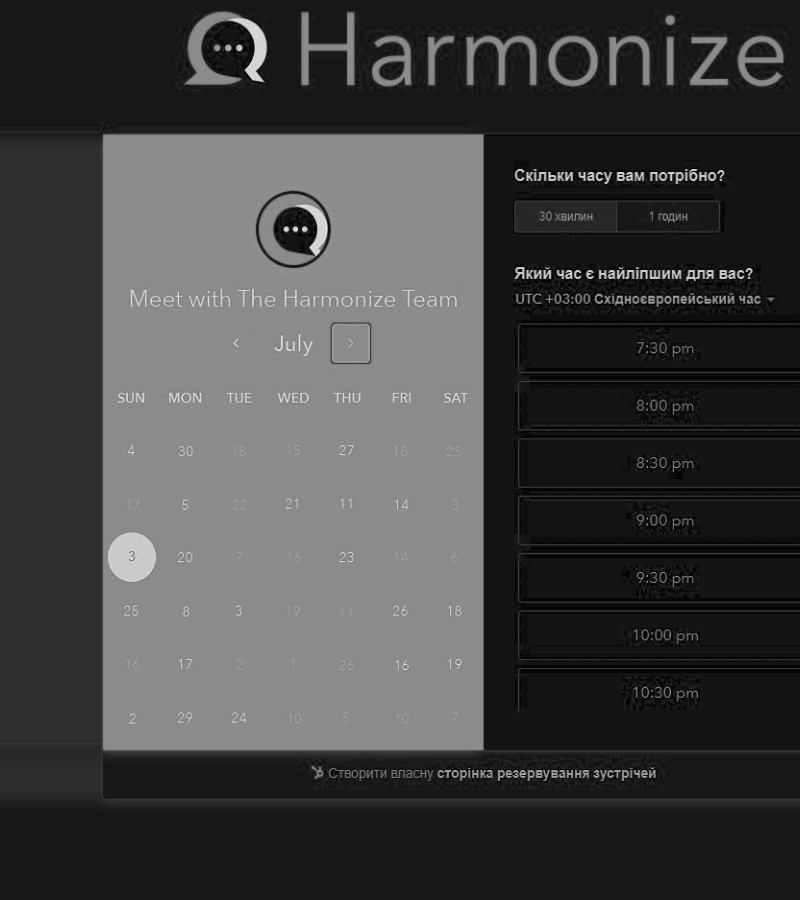 Harmonize
Meet with The Harmonize Team
July
SUN MON TUE WED THU FRI SAT
4 30 18 15 27 18 25
17 5 22 21 11 14 3
3 20 7 16 23 14 6
25 8 3 19 11 26 18
16 17 2 1 26 16 19
2 29 24 10 5 10 7
Скільки часу вам потрібно?
30 хвилин 1 годин
Який час є найліпшим для вас?
UTC +03:00 Східноєвропейський час
7:30 pm
8:00 pm
8:30 pm
9:00 pm
9:30 pm
10:00 pm
10:30 pm
Створити власну сторінка резервування зустрічей